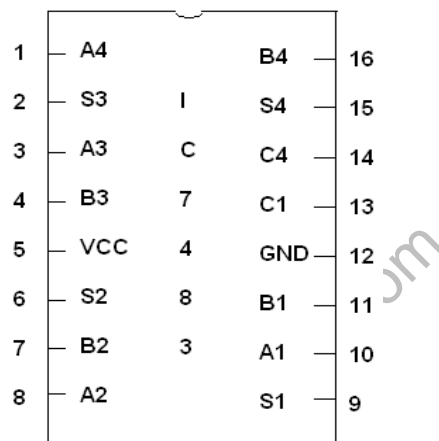 1 A4 B4 16
2 S3 I S4 15
3 A3 C C4 14
4 B3 7 C1 13
5 VCC 4 GND 12
6 S2 8 B1 11
7 B2 3 A1 10
8 A2 S1 9
om